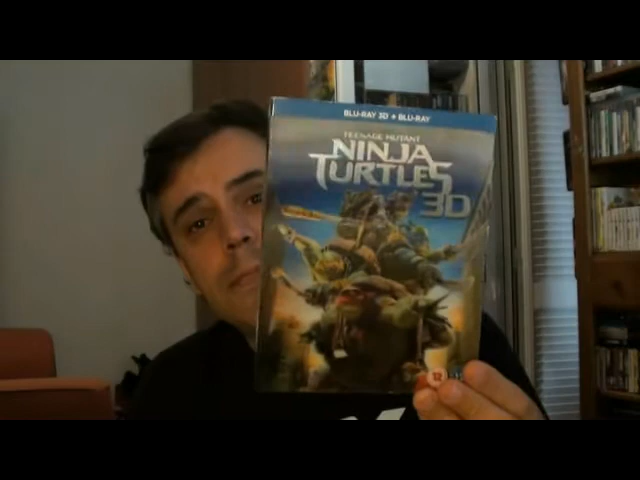 BLU-RAY 3D + BLU-RAY
TEENAGE MUTANT
NINJA
TURTLES
3D
12